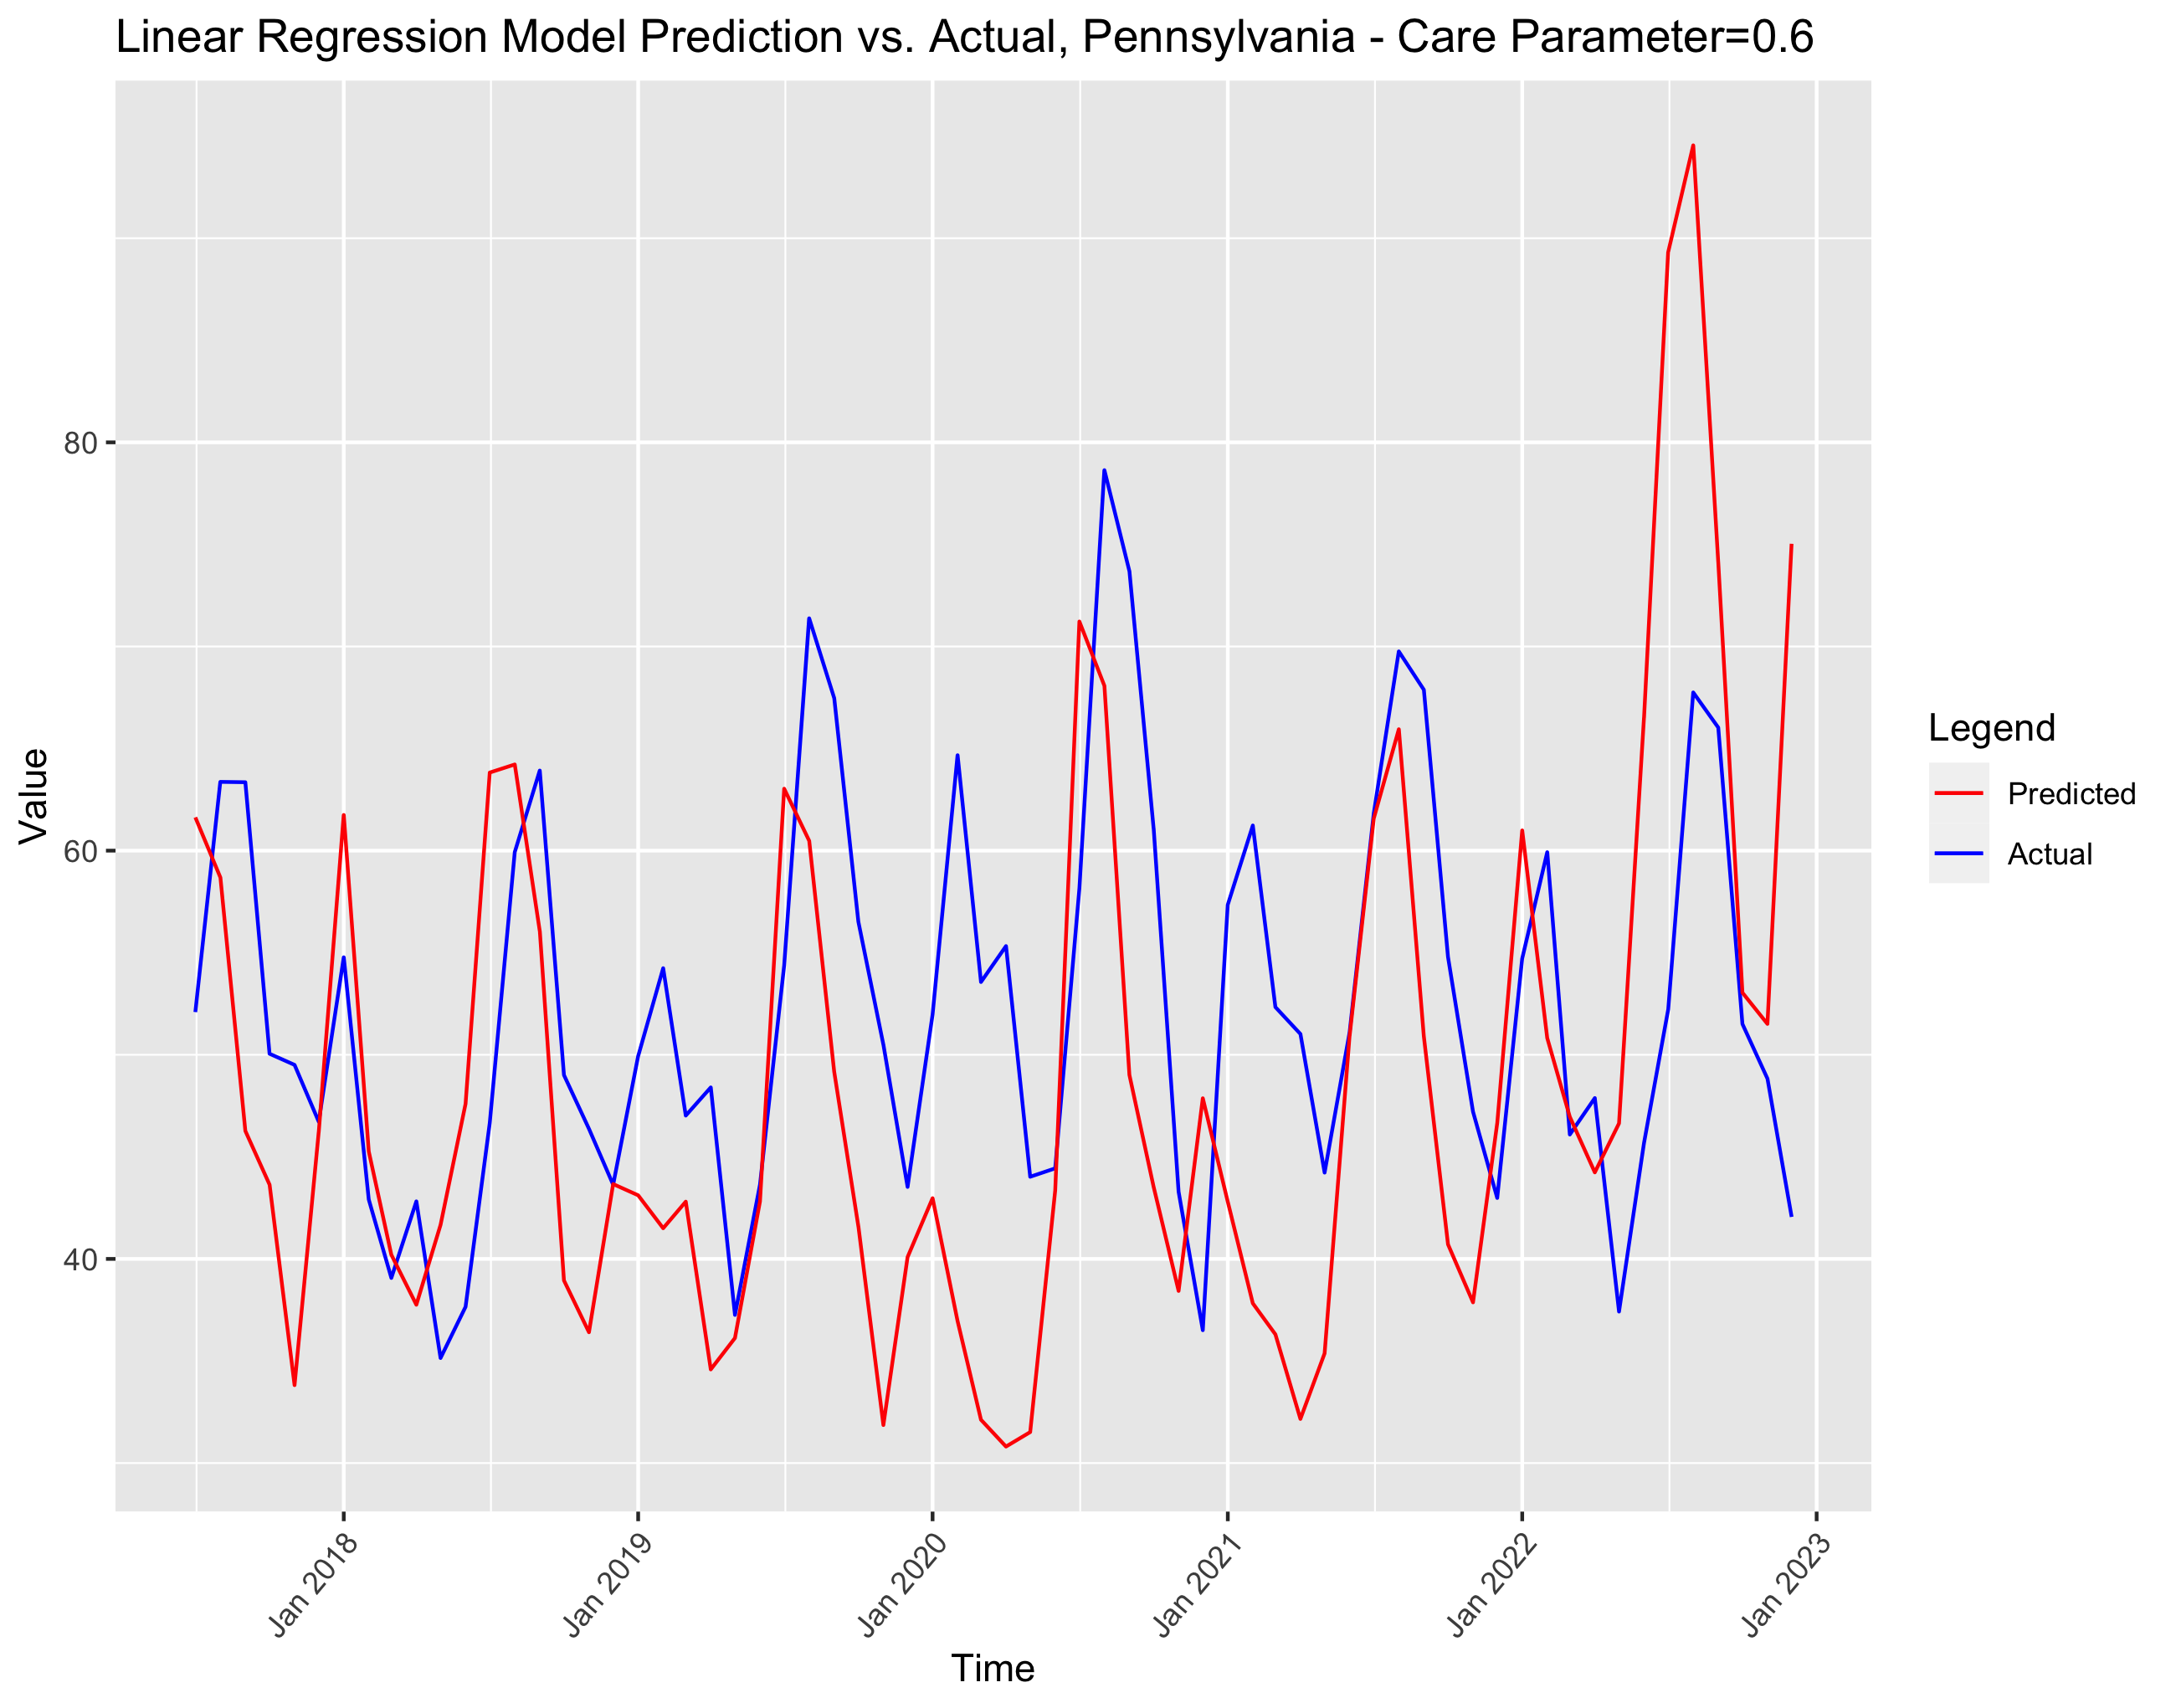 Linear Regression Model Prediction vs. Actual, Pennsylvania - Care Parameter=0.6
Value
80
60
40
Jan 2018
Jan 2019
Jan 2020
Jan 2021
Jan 2022
Jan 2023
Time
Legend
Predicted
Actual